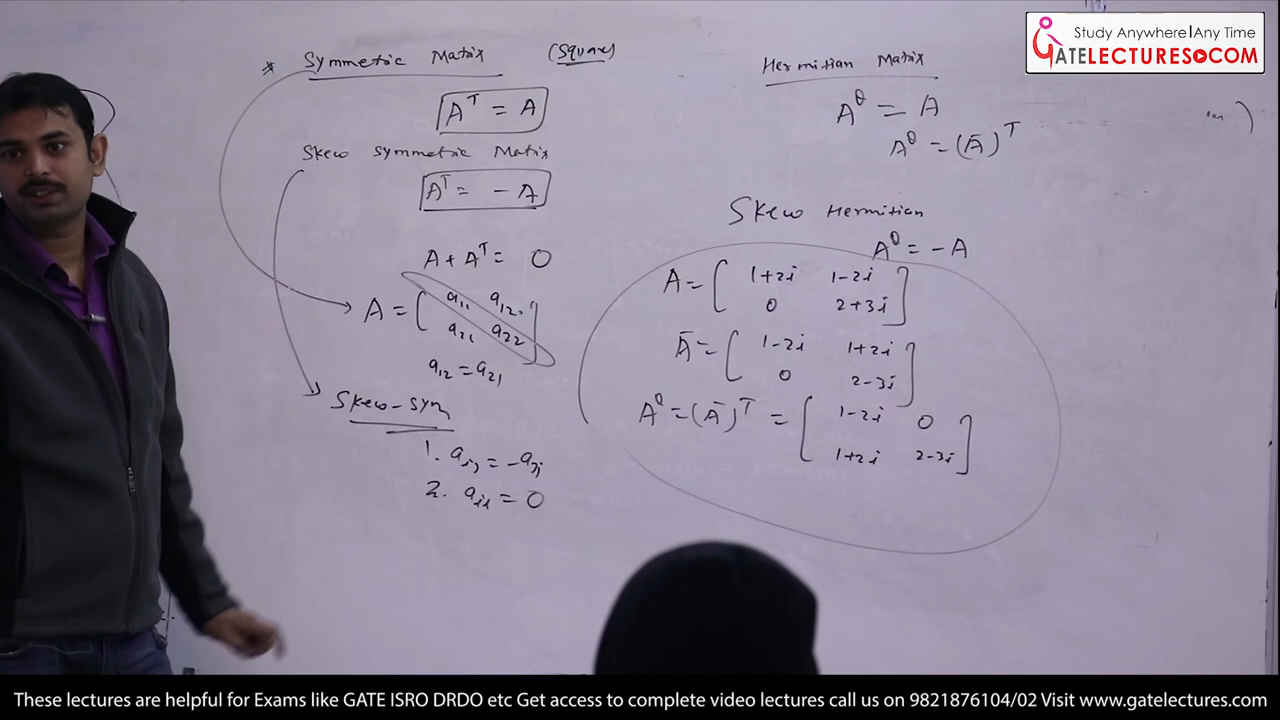 Study Anywhere | Any Time
GATELECTURES.COM
* Symmetric Matrix (Square)
A^T = A
Skew Symmetric Matrix
A^T = - A
A + A^T = 0
A = [ a11 a12
a21 a22 ]
a12 = a21
Skew-sym
1. aij = -aji
2. aii = 0
Hermitian Matrix
A^θ = A
A^θ = (Ā)^T
Skew Hermitian
A^θ = - A
A = [ 1+2i 1-2i
0 2+3i ]
Ā = [ 1-2i 1+2i
0 2-3i ]
A^θ = (Ā)^T = [ 1-2i 0
1+2i 2-3i ]
These lectures are helpful for Exams like GATE ISRO DRDO etc Get access to complete video lectures call us on 9821876104/02 Visit www.gatelectures.com